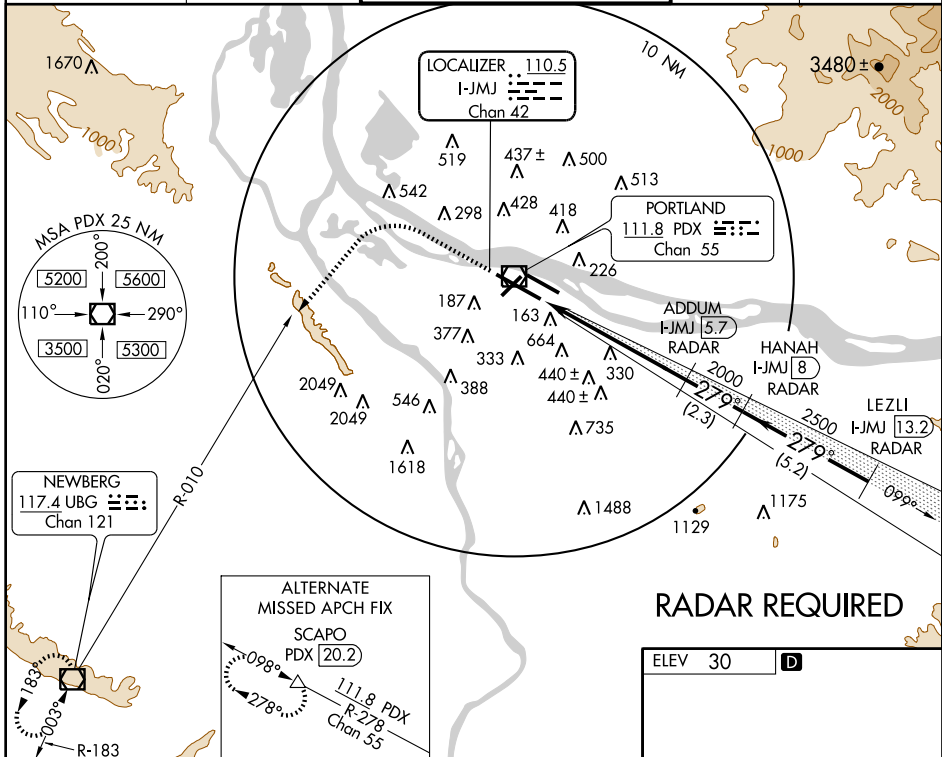 1670
1000
LOCALIZER 110.5
I-JMJ
Chan 42
10 NM
3480 ±
2000
1000
519
437 ±
500
542
513
298
428
418
PORTLAND
111.8 PDX
Chan 55
226
MSA PDX 25 NM
200°
5200
5600
110°
290°
3500
5300
020°
187
163
377
664
333
330
440 ±
440 ±
388
2049
2049
546
735
1618
1488
1129
1175
ADDUM
I-JMJ 5.7
RADAR
HANAH
I-JMJ 8
RADAR
LEZLI
I-JMJ 13.2
RADAR
2000
279°
(2.3)
2500
279°
(5.2)
099°
NEWBERG
117.4 UBG
Chan 121
R-010
183°
003°
R-183
ALTERNATE
MISSED APCH FIX
SCAPO
PDX 20.2
098°
278°
111.8 PDX
R-278
Chan 55
RADAR REQUIRED
ELEV 30
D